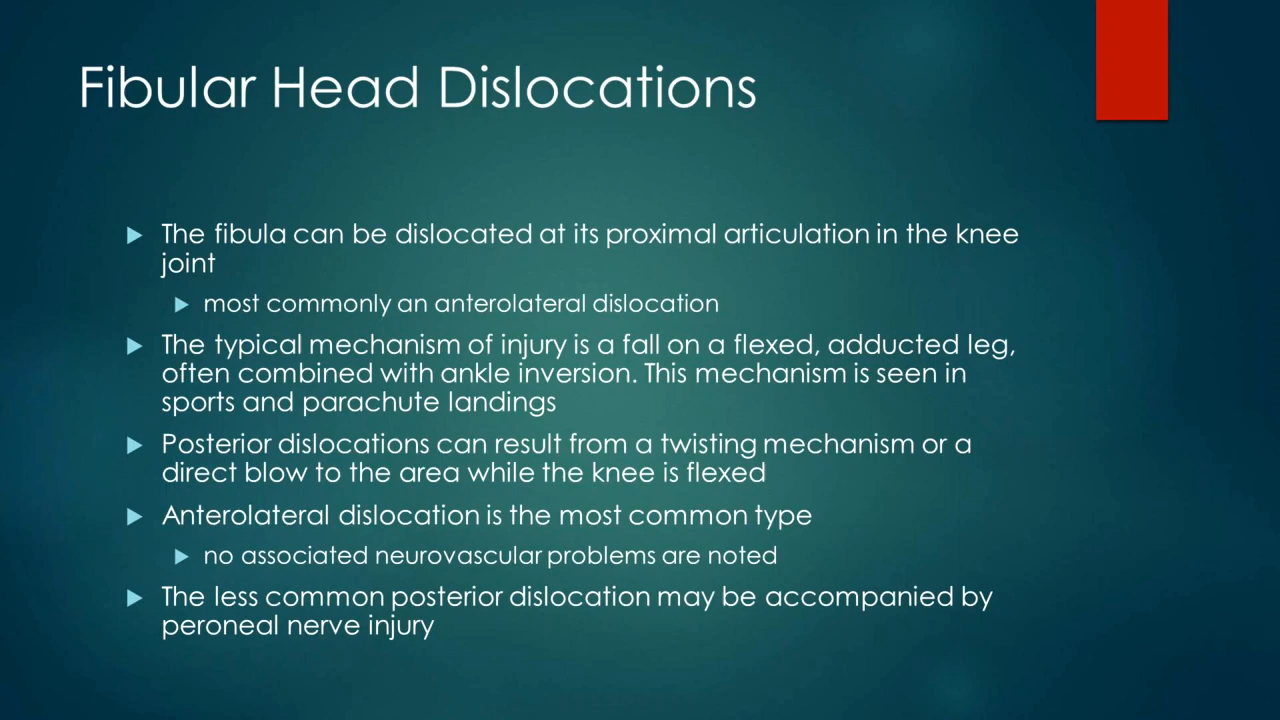 Fibular Head Dislocations
The fibula can be dislocated at its proximal articulation in the knee
joint
most commonly an anterolateral dislocation
The typical mechanism of injury is a fall on a flexed, adducted leg,
often combined with ankle inversion. This mechanism is seen in
sports and parachute landings
Posterior dislocations can result from a twisting mechanism or a
direct blow to the area while the knee is flexed
Anterolateral dislocation is the most common type
no associated neurovascular problems are noted
The less common posterior dislocation may be accompanied by
peroneal nerve injury